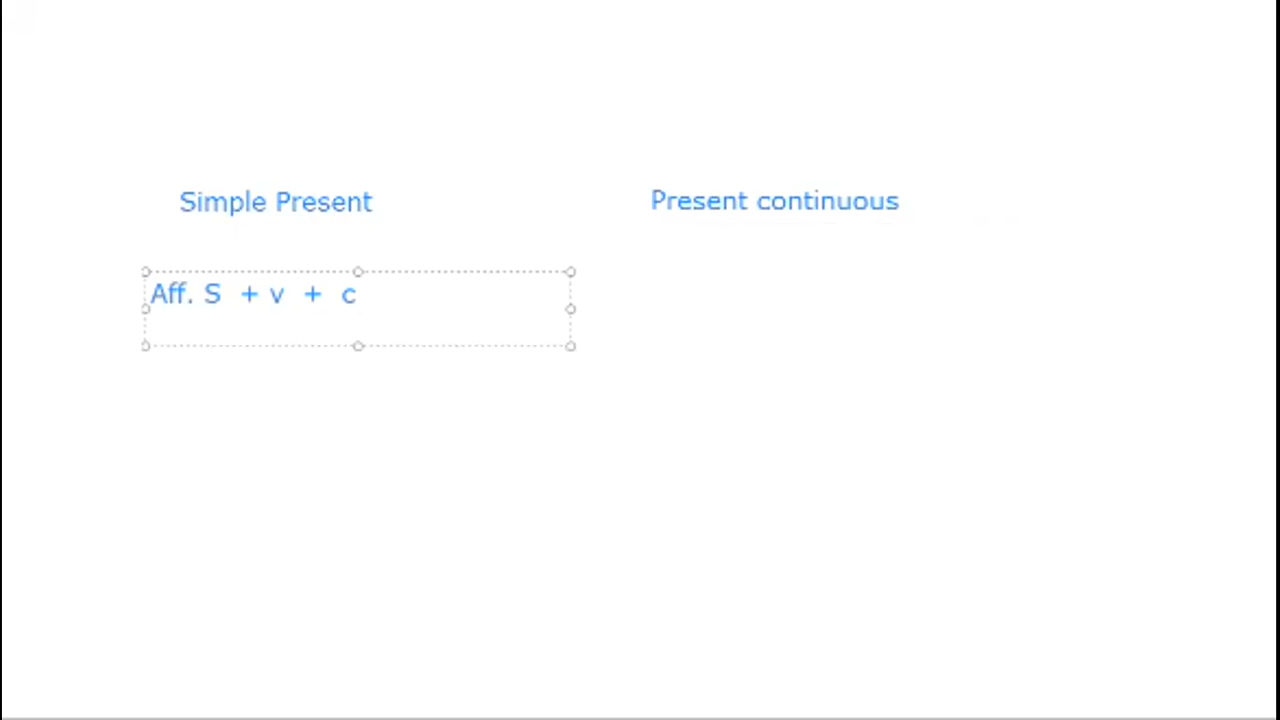 Simple Present
Present continuous
Aff. S + v + c